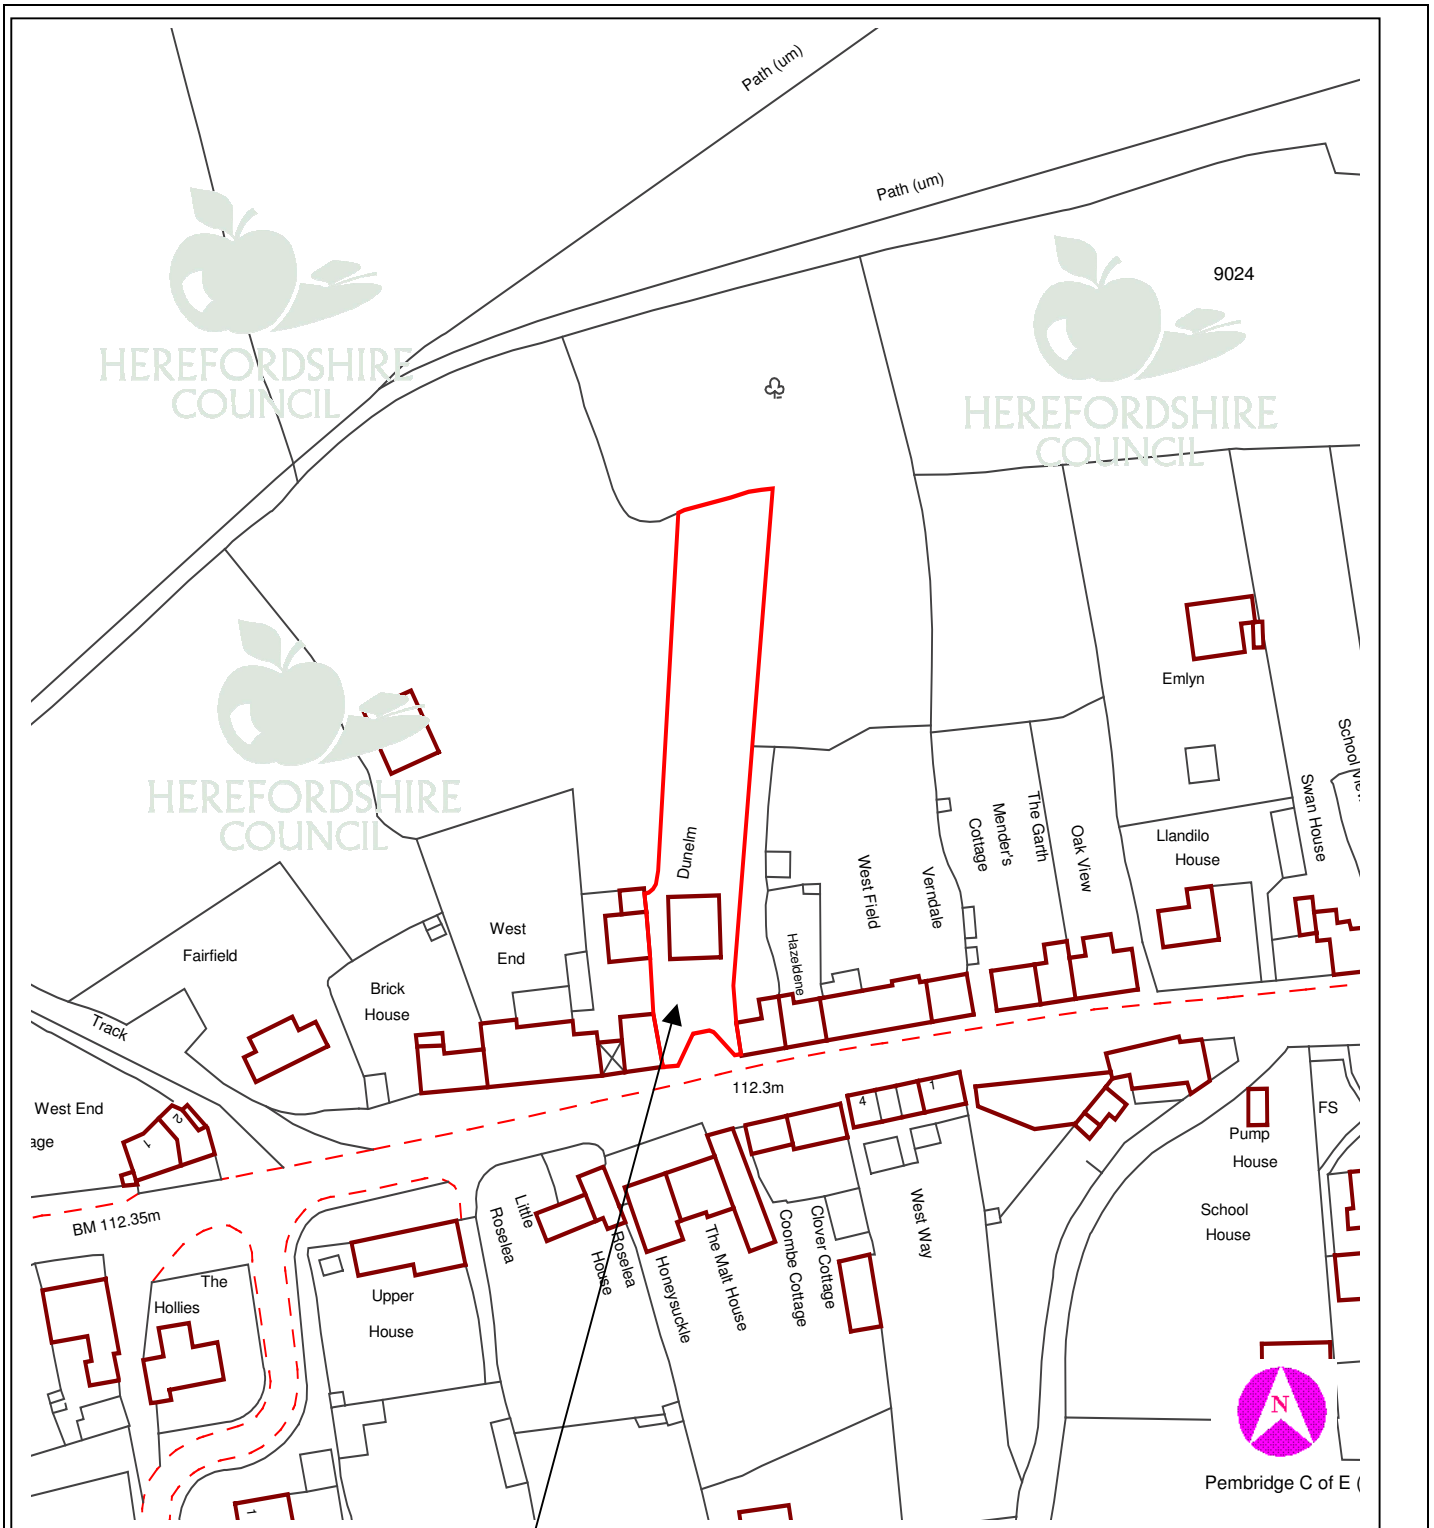 Path (um)
Path (um)
9024
HEREFORDSHIRE
COUNCIL
HEREFORDSHIRE
COUNCIL
HEREFORDSHIRE
COUNCIL
Emlyn
School
Swan House
Llandilo
House
The Garth
Mender's
Cottage
Oak View
Dunelm
West Field
Verndale
Hazeldene
West
End
Fairfield
Brick
House
Track
112.3m
West End
age
1
2
BM 112.35m
4
1
Pump
House
FS
School
House
Little
Roselea
Roselea
House
Honeysuckle
The Malt House
Coombe Cottage
Clover Cottage
West Way
The
Hollies
Upper
House
N
Pembridge C of E (
1